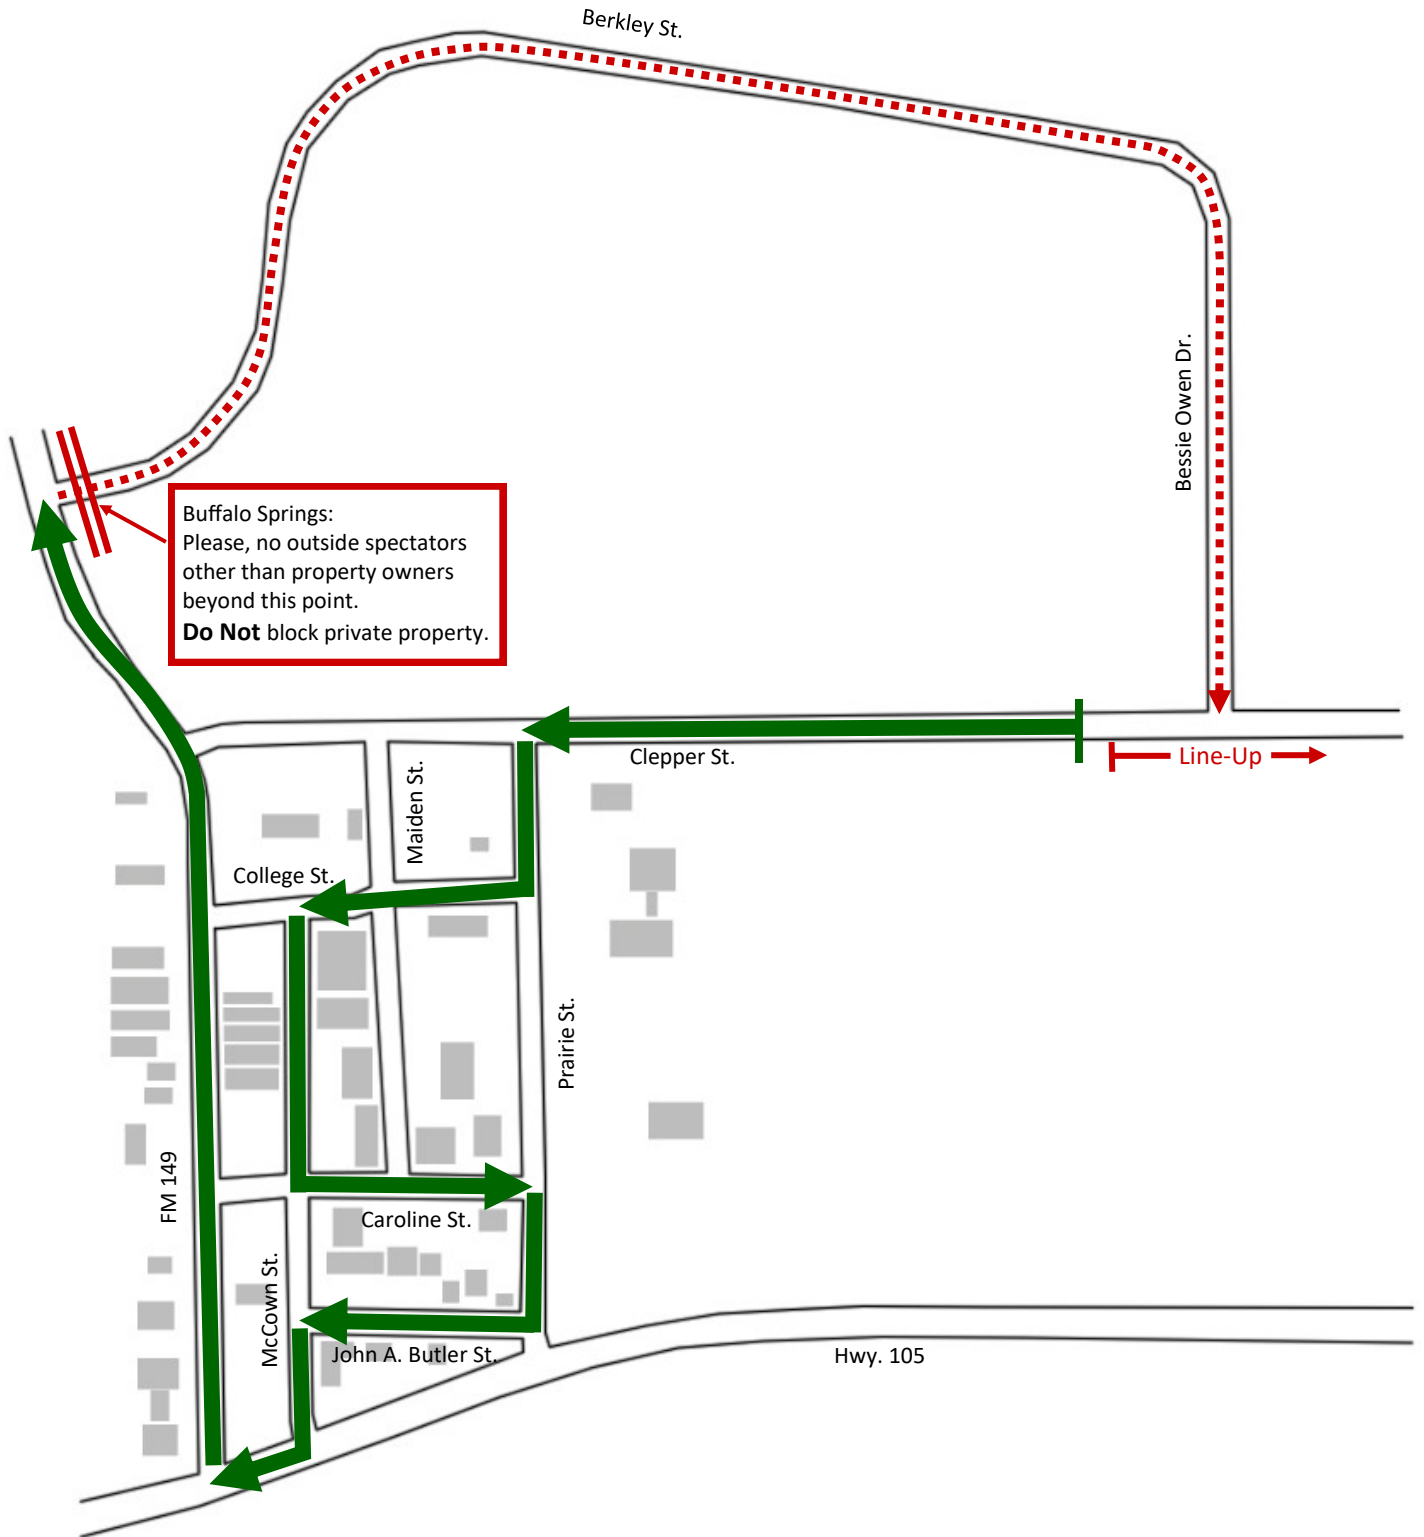 Berkley St.
Bessie Owen Dr.
Buffalo Springs:
Please, no outside spectators
other than property owners
beyond this point.
Do Not block private property.
Clepper St.
Line-Up
Maiden St.
College St.
Prairie St.
FM 149
Caroline St.
McCown St.
John A. Butler St.
Hwy. 105